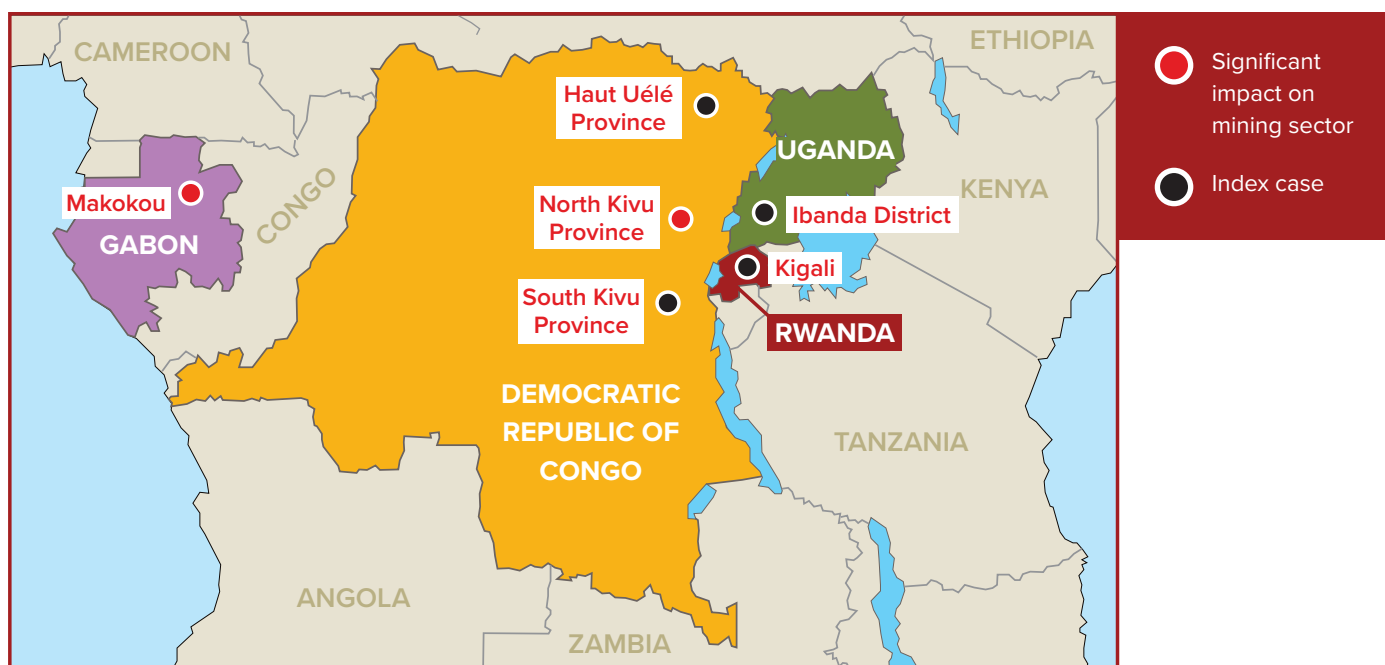 CAMEROON
ETHIOPIA
Haut Uélé
Province
UGANDA
CONGO
KENYA
Makokou
GABON
North Kivu
Province
Ibanda District
Kigali
South Kivu
Province
RWANDA
DEMOCRATIC
REPUBLIC OF
CONGO
TANZANIA
ANGOLA
ZAMBIA
Significant
impact on
mining sector
Index case